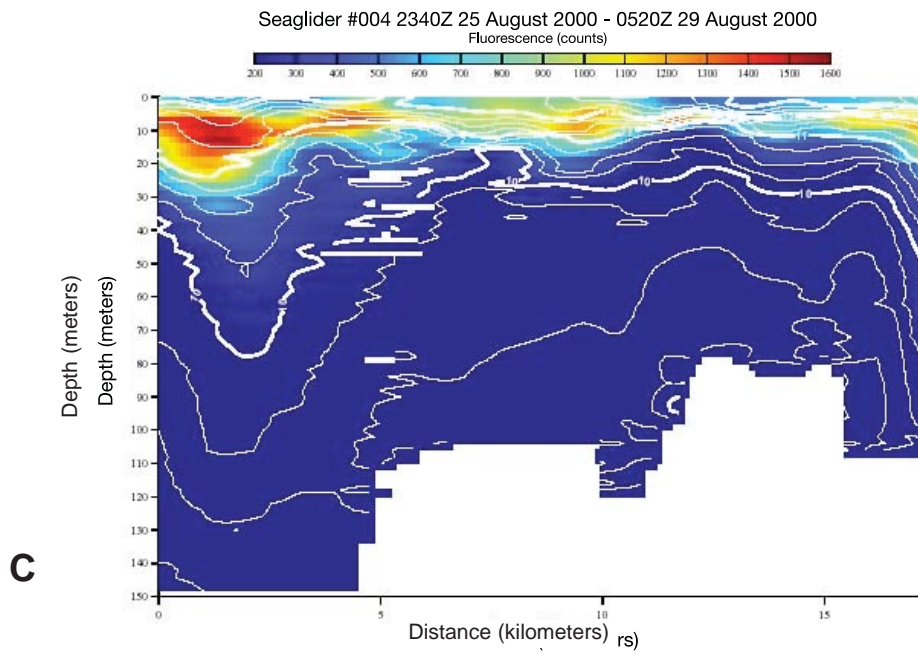 Seaglider #004 2340Z 25 August 2000 - 0520Z 29 August 2000
Fluorescence (counts)
200 300 400 500 600 700 800 900 1000 1100 1200 1300 1400 1500 1600
0
10
20
30
40
50
60
70
80
90
100
110
120
130
140
150
Depth (meters)
Depth (meters)
10
10
10
10
C
0 5 10 15
Distance (kilometers) rs)